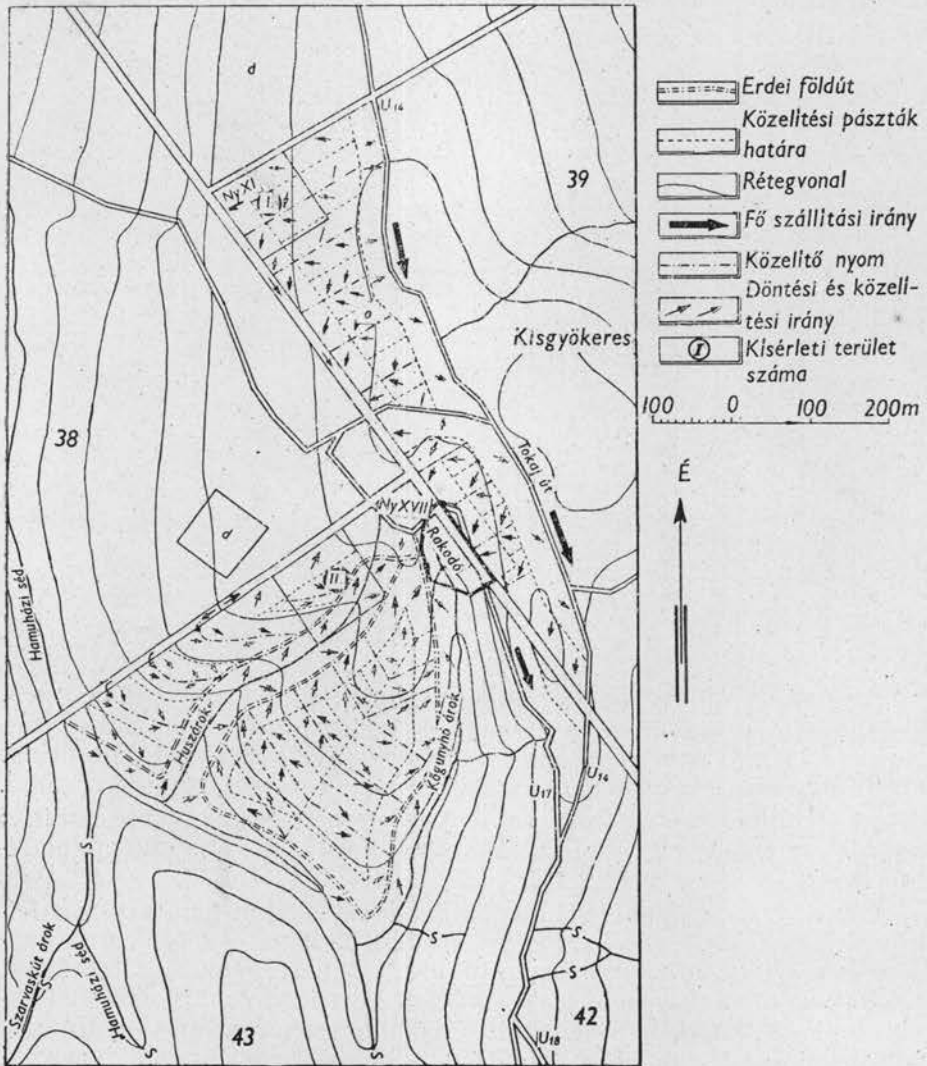 d
U14
NyXI
I
39
a
Kisgyökeres
38
Tokaj út
NyXVII
Rakodó
d
II
Hamuházi séd
Huszárok
Kőgunyhó árok
U17
U14
S
S
S
S
S
Szarvaskút árok
Hamuházi séd
S
43
S
42
U18
Erdei földút
Közelítési pászták
határa
Rétegvonal
Fő szállítási irány
Közelítő nyom
Döntési és közelí-
tési irány
I
Kísérleti terület
száma
100 0 100 200m
É